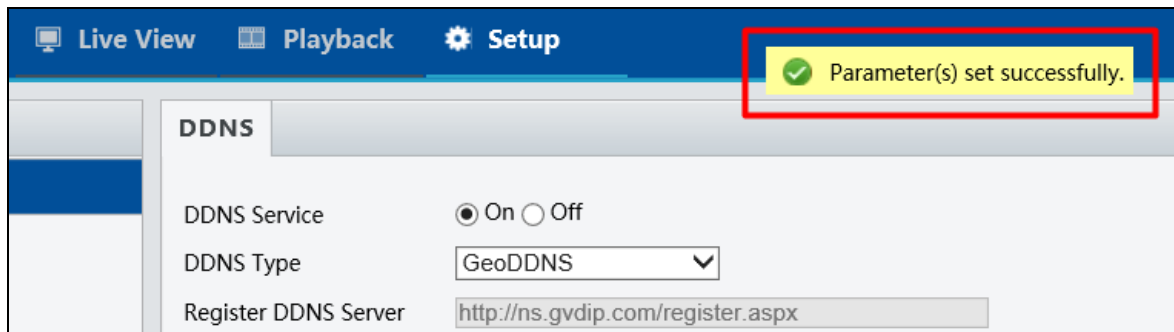 Live View Playback Setup
Parameter(s) set successfully.
DDNS
DDNS Service On Off
DDNS Type GeoDDNS
Register DDNS Server http://ns.gvdip.com/register.aspx